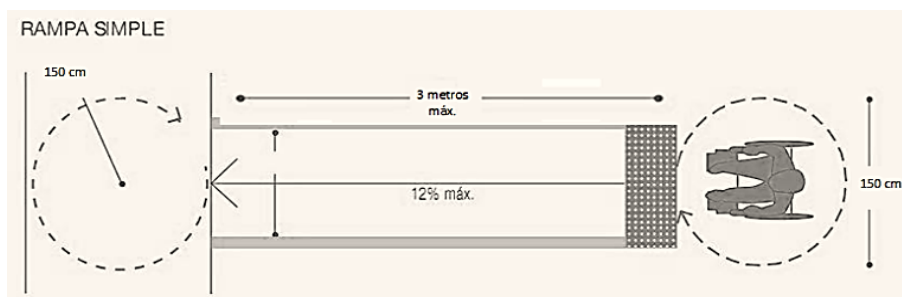 RAMPA SIMPLE
150 cm
3 metros
máx.
12% máx.
150 cm